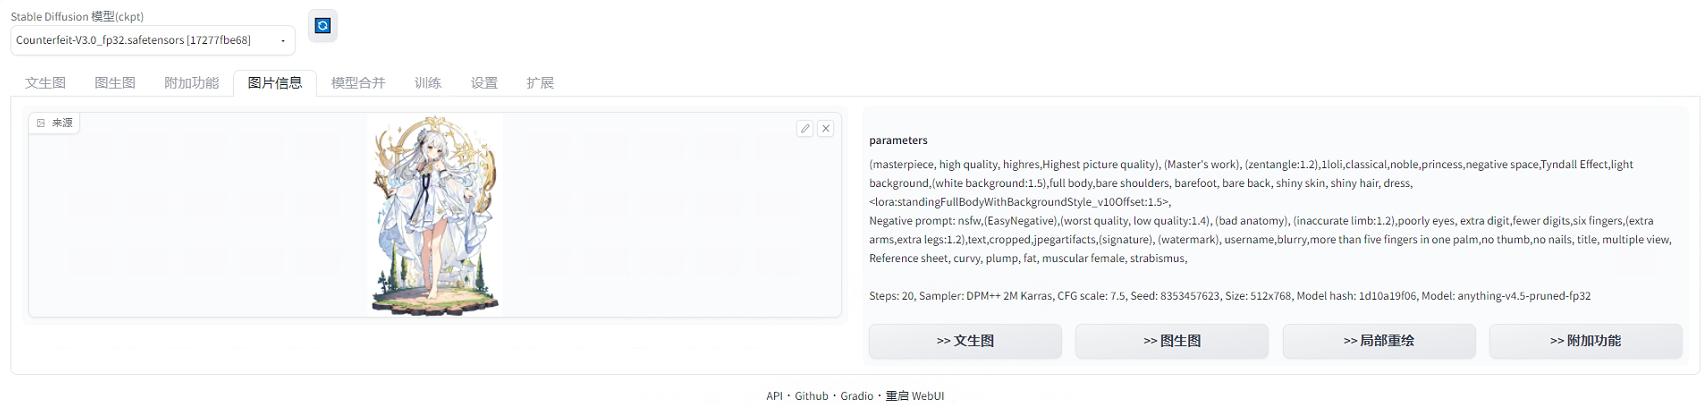 Stable Diffusion 模型(ckpt)
Counterfeit-V3.0_fp32.safetensors [17277fbe68]
文生图 图生图 附加功能 图片信息 模型合并 训练 设置 扩展
来源
parameters
(masterpiece, high quality, highres,Highest picture quality), (Master's work), (zentangle:1.2),1loli,classical,noble,princess,negative space,Tyndall Effect,light
background,(white background:1.5),full body,bare shoulders, barefoot, bare back, shiny skin, shiny hair, dress,
<lora:standingFullBodyWithBackgroundStyle_v10Offset:1.5>,
Negative prompt: nsfw,(EasyNegative),(worst quality, low quality:1.4), (bad anatomy), (inaccurate limb:1.2),poorly eyes, extra digit,fewer digits,six fingers,(extra
arms,extra legs:1.2),text,cropped,jpegartifacts,(signature), (watermark), username,blurry,more than five fingers in one palm,no thumb,no nails, title, multiple view,
Reference sheet, curvy, plump, fat, muscular female, strabismus,
Steps: 20, Sampler: DPM++ 2M Karras, CFG scale: 7.5, Seed: 8353457623, Size: 512x768, Model hash: 1d10a19f06, Model: anything-v4.5-pruned-fp32
>> 文生图 >> 图生图 >> 局部重绘 >> 附加功能
API · Github · Gradio · 重启 WebUI